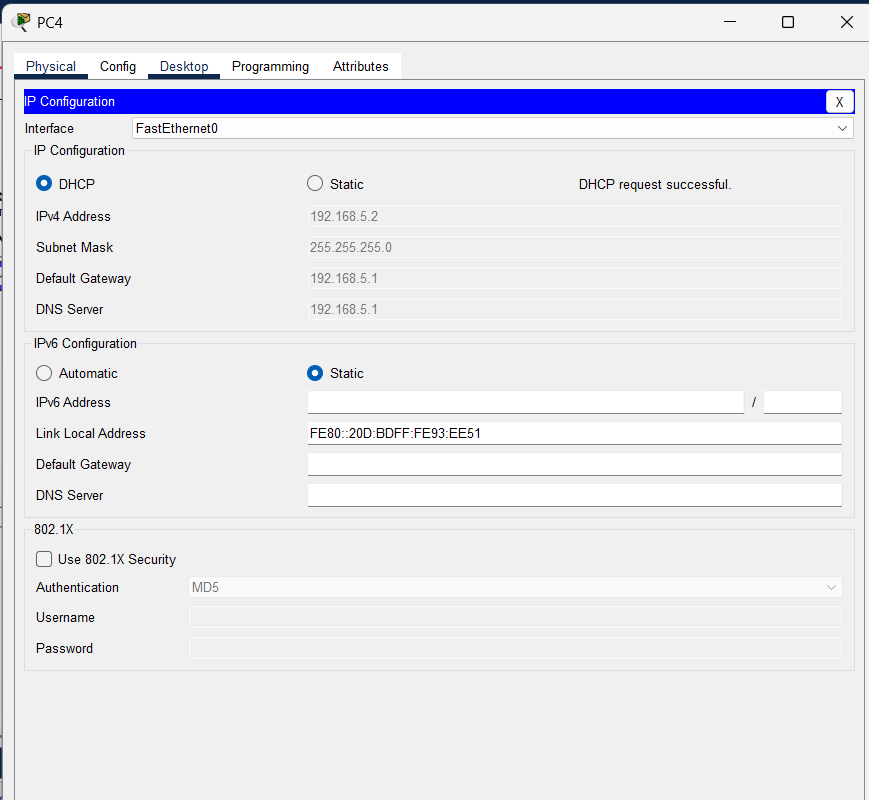 PC4
Physical Config Desktop Programming Attributes
IP Configuration X
Interface FastEthernet0
IP Configuration
DHCP Static DHCP request successful.
IPv4 Address 192.168.5.2
Subnet Mask 255.255.255.0
Default Gateway 192.168.5.1
DNS Server 192.168.5.1
IPv6 Configuration
Automatic Static
IPv6 Address /
Link Local Address FE80::20D:BDFF:FE93:EE51
Default Gateway
DNS Server
802.1X
Use 802.1X Security
Authentication MD5
Username
Password